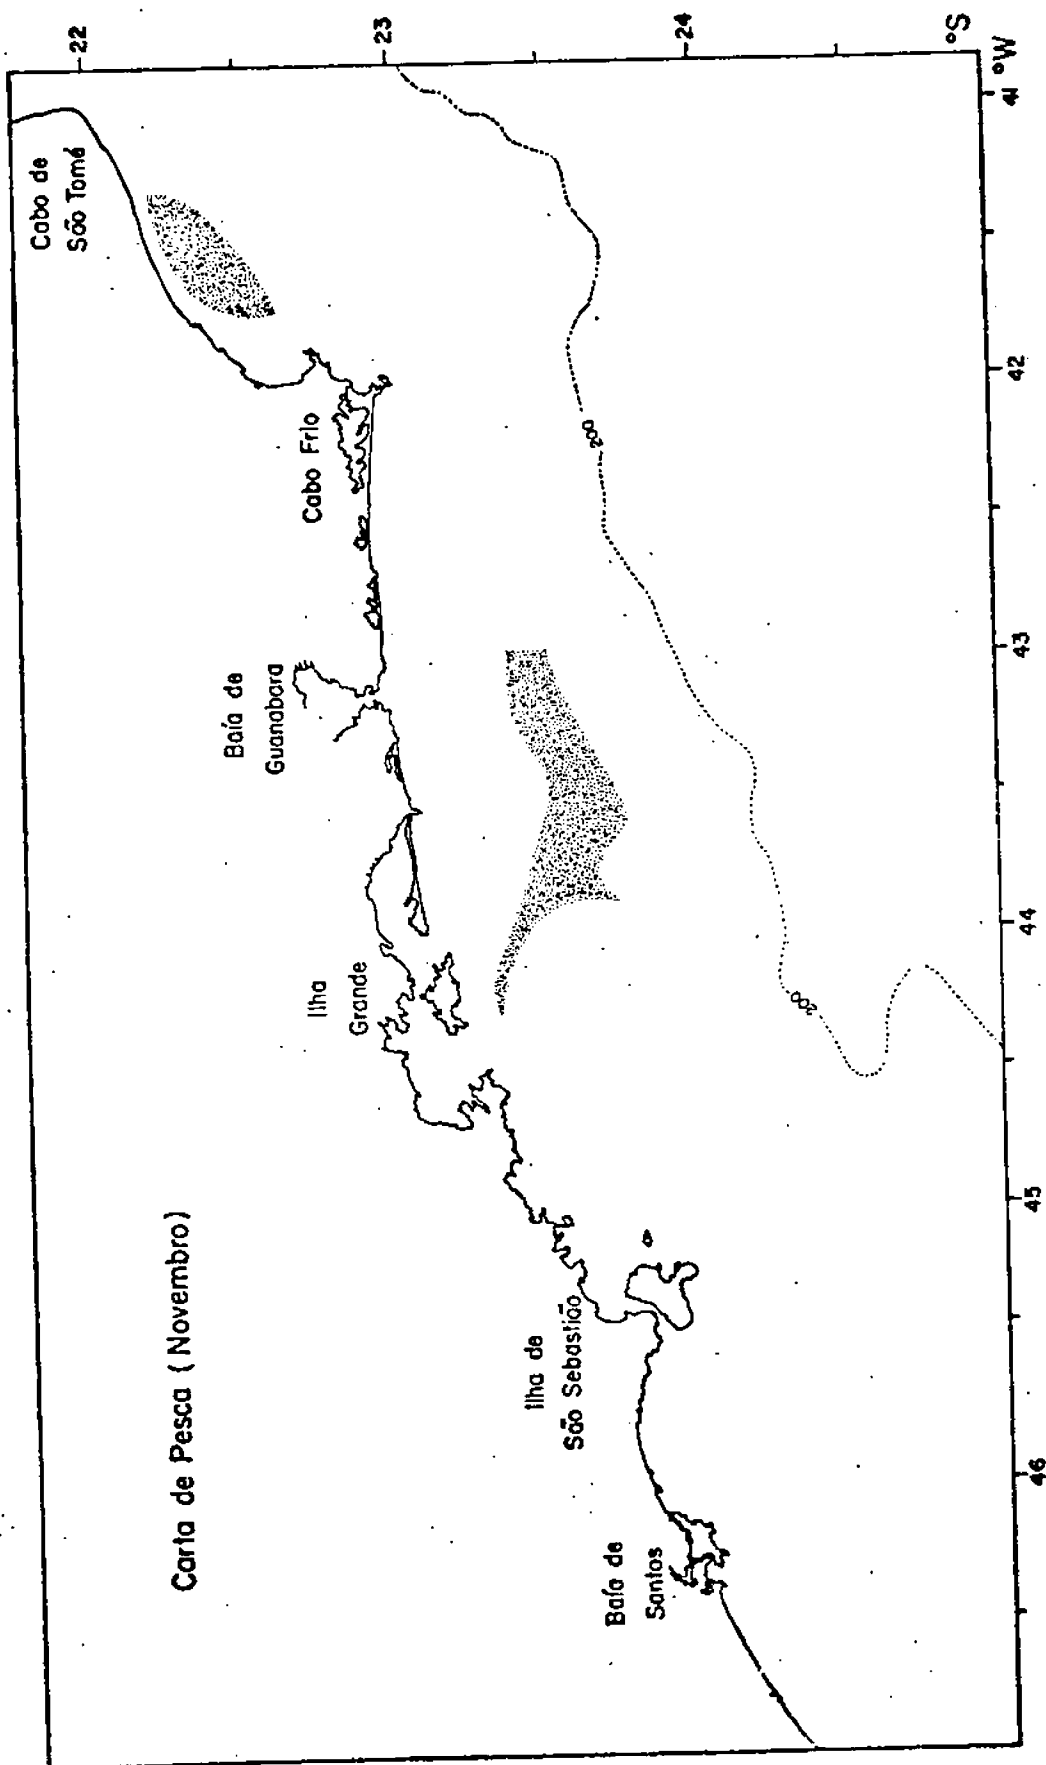 Carta de Pesca (Novembro)
Cabo de
São Tomé
Cabo Frio
Baía de
Guanabara
Ilha
Grande
Ilha de
São Sebastião
Baía de
Santos
200
200
22
23
24
°S
46
45
44
43
42
41 °W